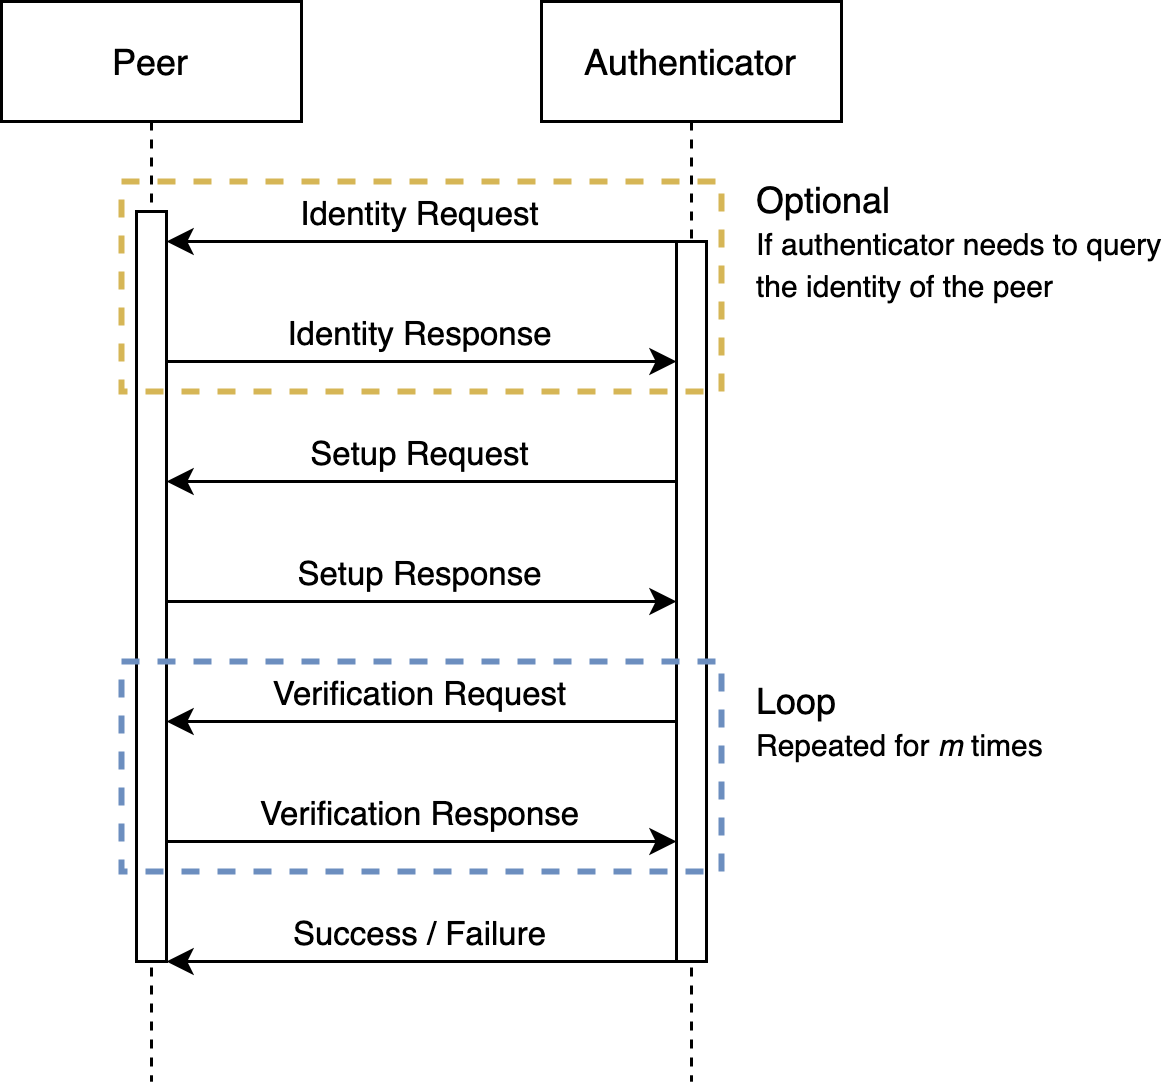 Peer
Authenticator
Optional
If authenticator needs to query
the identity of the peer
Identity Request
Identity Response
Setup Request
Setup Response
Verification Request
Loop
Repeated for m times
Verification Response
Success / Failure